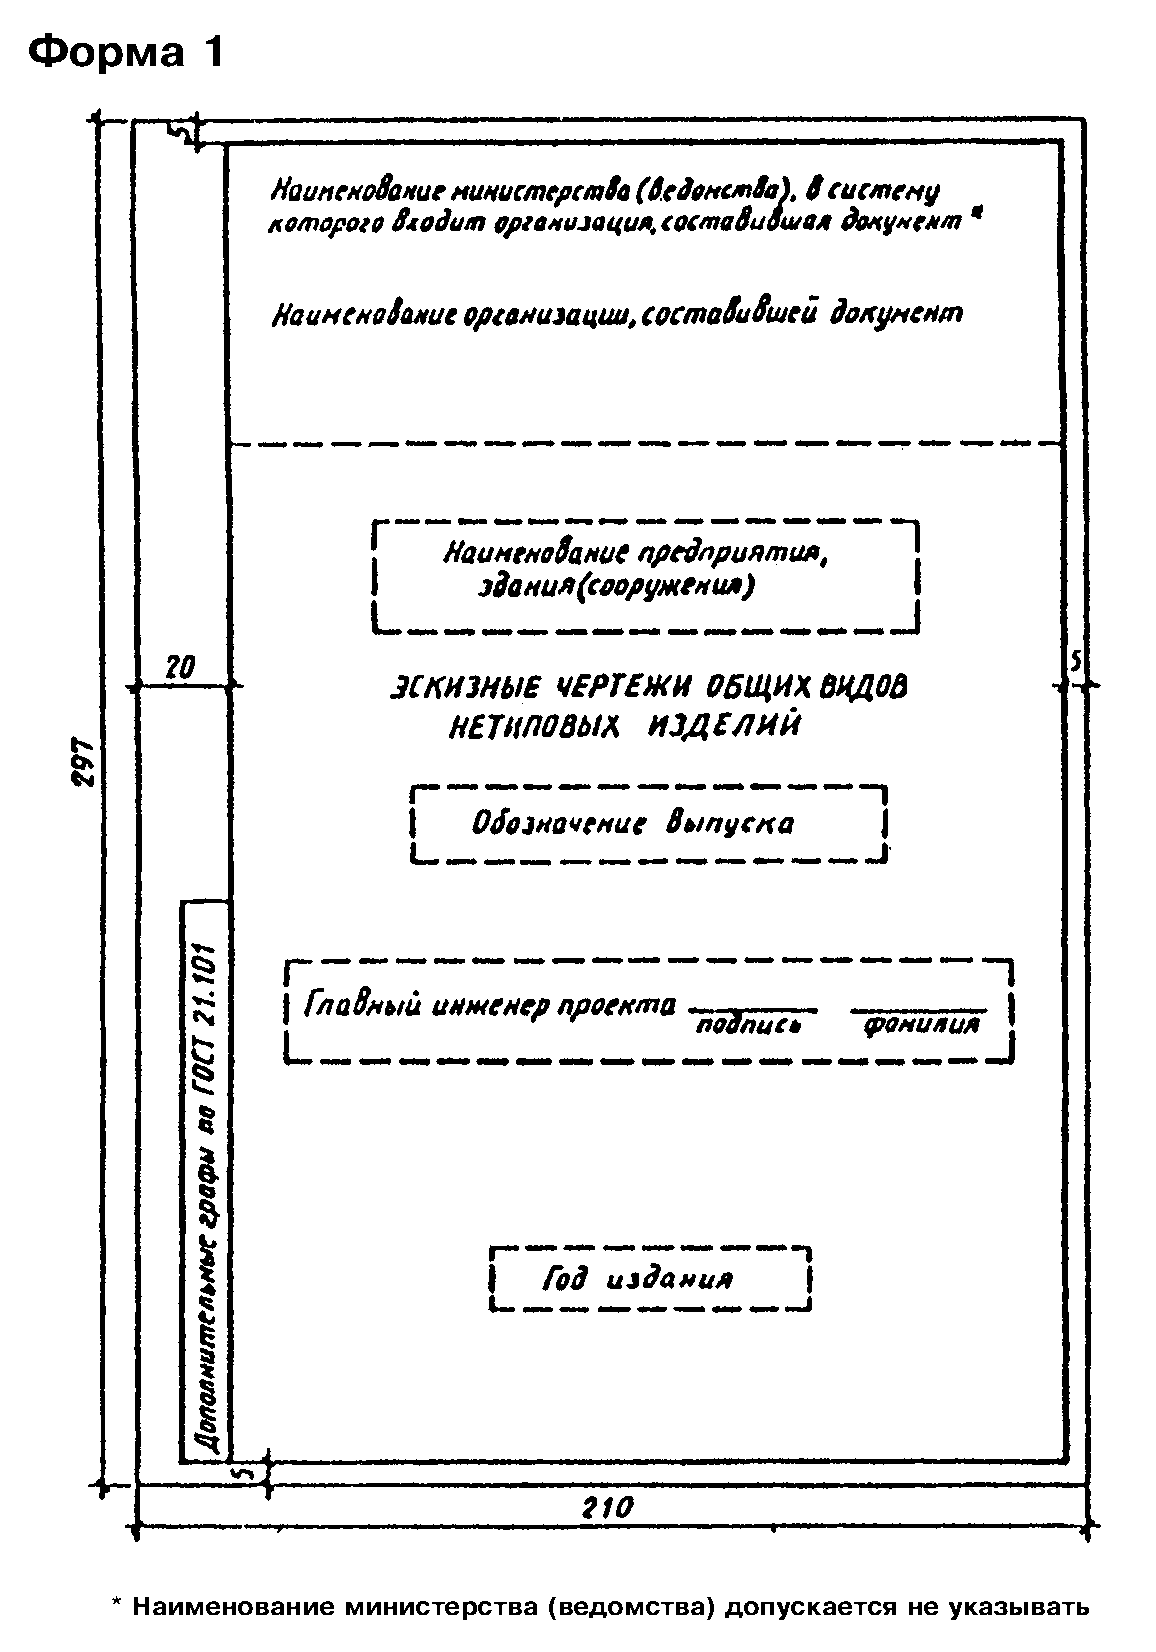 Форма 1
5
Наименование министерства (ведомства), в систему
которого входит организация, составившая документ *
Наименование организации, составившей документ
Наименование предприятия,
здания (сооружения)
20
5
ЭСКИЗНЫЕ ЧЕРТЕЖИ ОБЩИХ ВИДОВ
НЕТИПОВЫХ ИЗДЕЛИЙ
297
Обозначение выпуска
Главный инженер проекта
подпись фамилия
Дополнительные графы по ГОСТ 21.101
Год издания
5
210
* Наименование министерства (ведомства) допускается не указывать